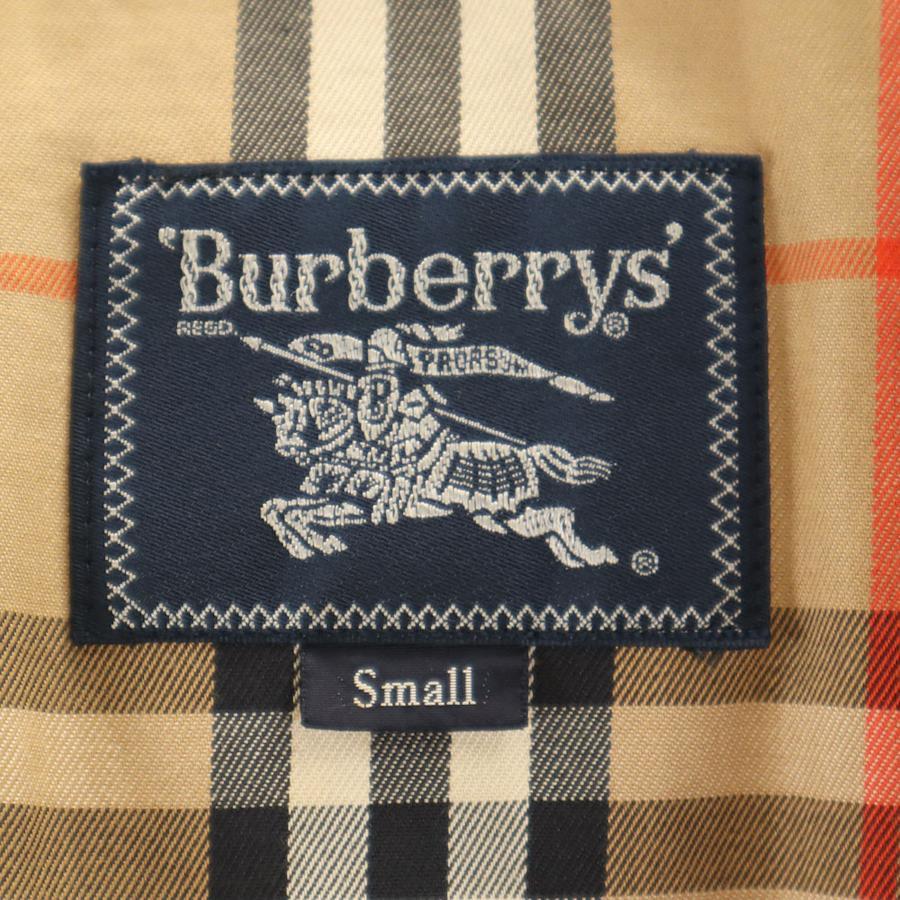 'Burberrys'®
REGD.
PRORSUM
®
Small